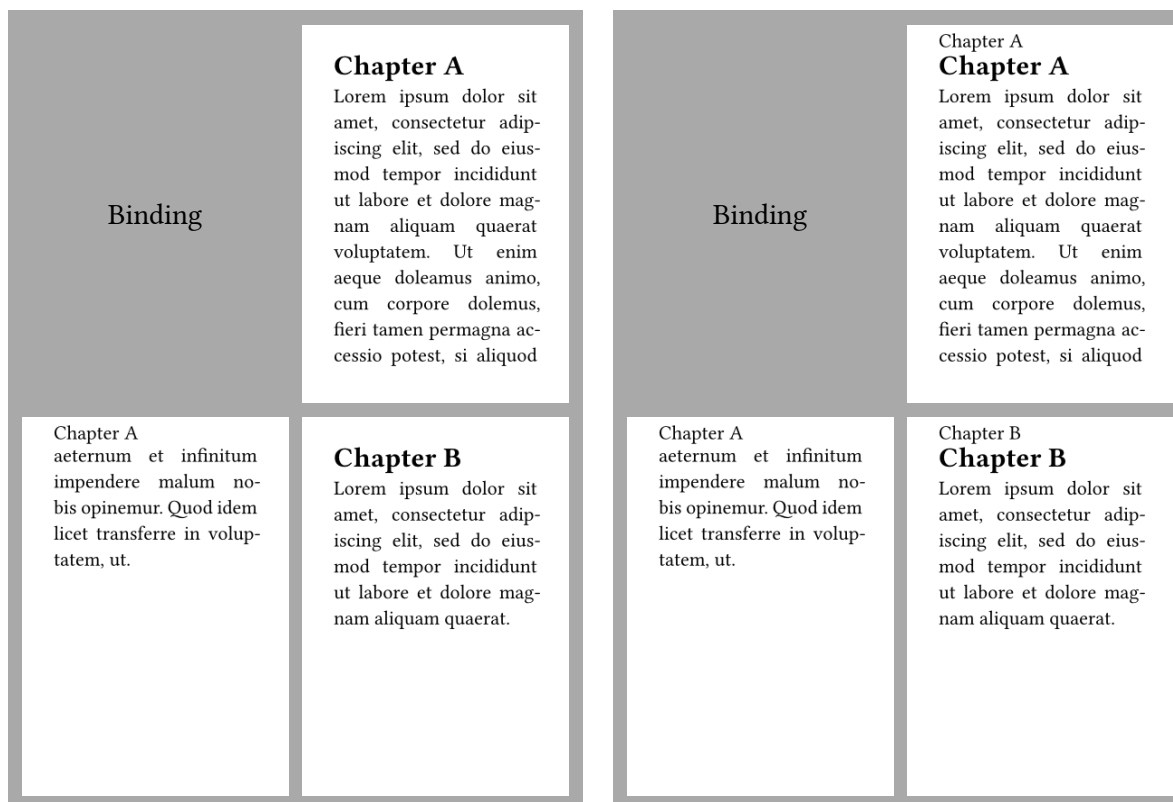 Binding
Chapter A
Lorem ipsum dolor sit
amet, consectetur adip-
iscing elit, sed do eius-
mod tempor incididunt
ut labore et dolore mag-
nam aliquam quaerat
voluptatem. Ut enim
aeque doleamus animo,
cum corpore dolemus,
fieri tamen permagna ac-
cessio potest, si aliquod
Chapter A
aeternum et infinitum
impendere malum no-
bis opinemur. Quod idem
licet transferre in volup-
tatem, ut.
Chapter B
Lorem ipsum dolor sit
amet, consectetur adip-
iscing elit, sed do eius-
mod tempor incididunt
ut labore et dolore mag-
nam aliquam quaerat.
Binding
Chapter A
Chapter A
Lorem ipsum dolor sit
amet, consectetur adip-
iscing elit, sed do eius-
mod tempor incididunt
ut labore et dolore mag-
nam aliquam quaerat
voluptatem. Ut enim
aeque doleamus animo,
cum corpore dolemus,
fieri tamen permagna ac-
cessio potest, si aliquod
Chapter A
aeternum et infinitum
impendere malum no-
bis opinemur. Quod idem
licet transferre in volup-
tatem, ut.
Chapter B
Chapter B
Lorem ipsum dolor sit
amet, consectetur adip-
iscing elit, sed do eius-
mod tempor incididunt
ut labore et dolore mag-
nam aliquam quaerat.